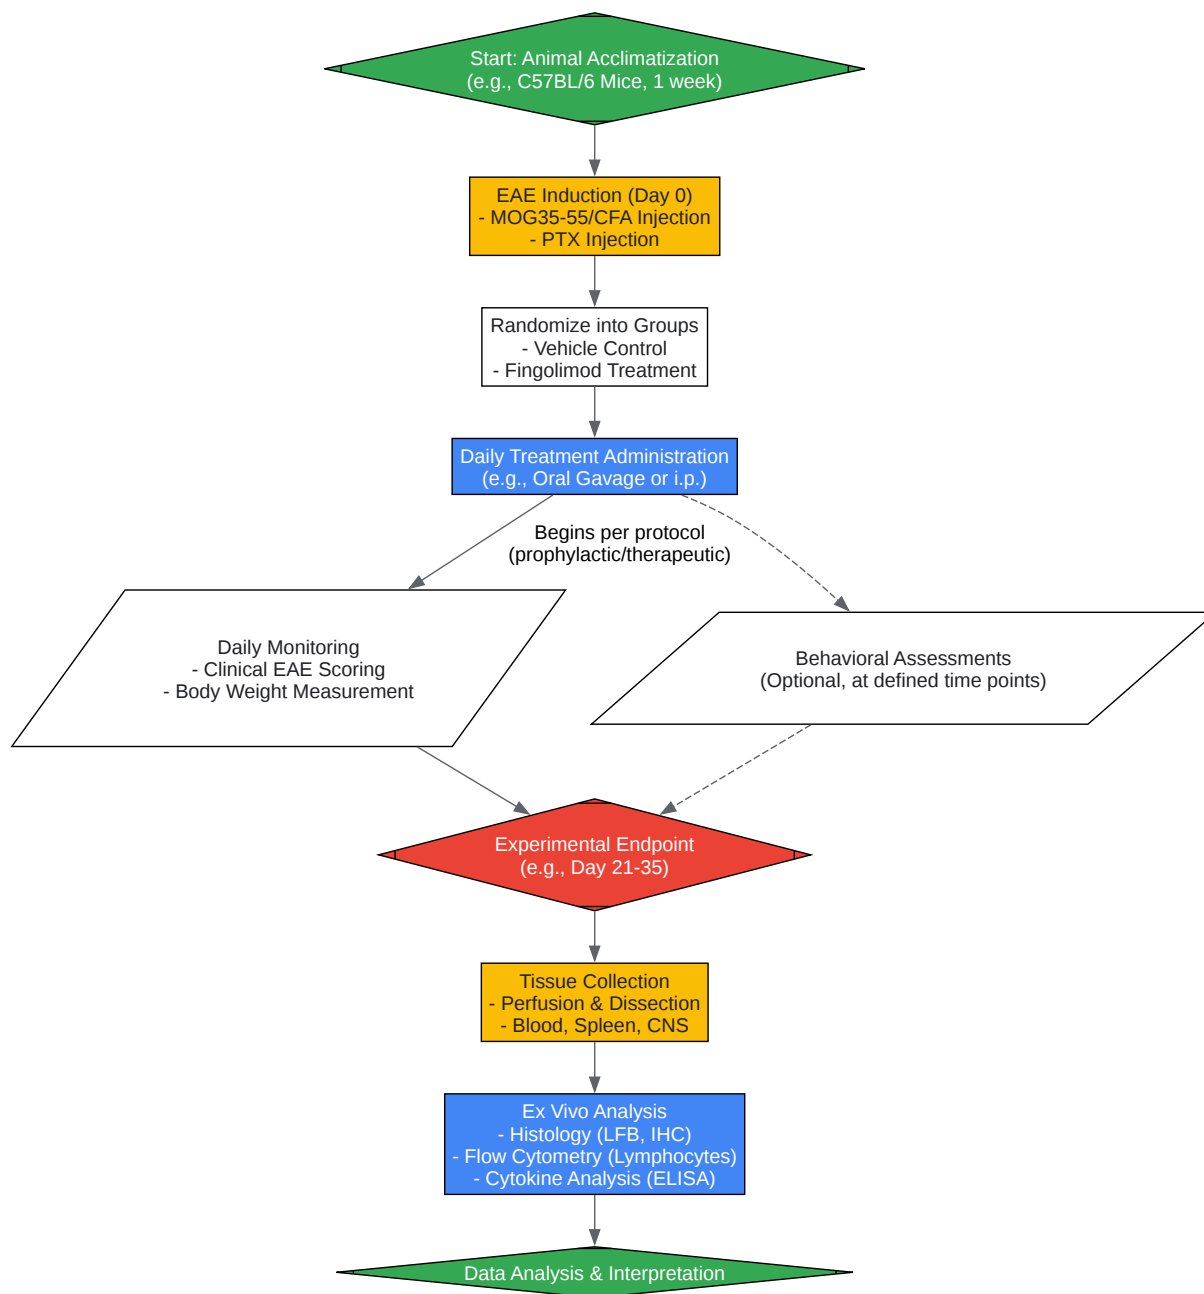 Start: Animal Acclimatization
(e.g., C57BL/6 Mice, 1 week)
EAE Induction (Day 0)
- MOG35-55/CFA Injection
- PTX Injection
Randomize into Groups
- Vehicle Control
- Fingolimod Treatment
Daily Treatment Administration
(e.g., Oral Gavage or i.p.)
Begins per protocol
(prophylactic/therapeutic)
Daily Monitoring
- Clinical EAE Scoring
- Body Weight Measurement
Behavioral Assessments
(Optional, at defined time points)
Experimental Endpoint
(e.g., Day 21-35)
Tissue Collection
- Perfusion & Dissection
- Blood, Spleen, CNS
Ex Vivo Analysis
- Histology (LFB, IHC)
- Flow Cytometry (Lymphocytes)
- Cytokine Analysis (ELISA)
Data Analysis & Interpretation